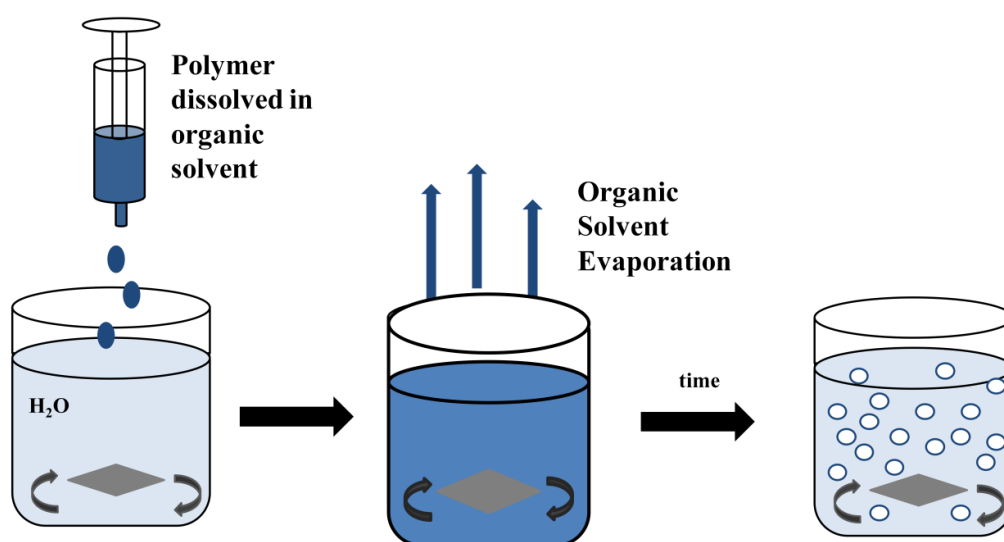 Polymer
dissolved in
organic
solvent
Organic
Solvent
Evaporation
H₂O
time